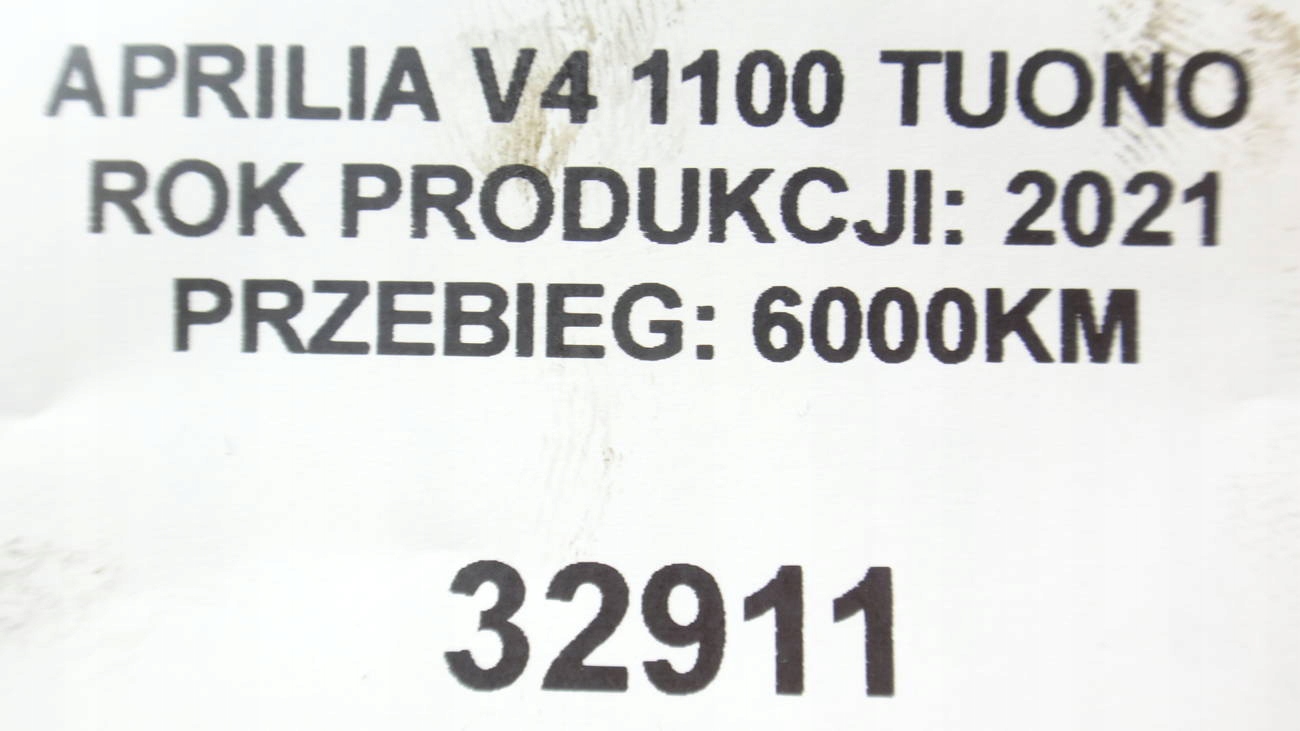 APRILIA V4 1100 TUONO
ROK PRODUKCJI: 2021
PRZEBIEG: 6000KM
32911